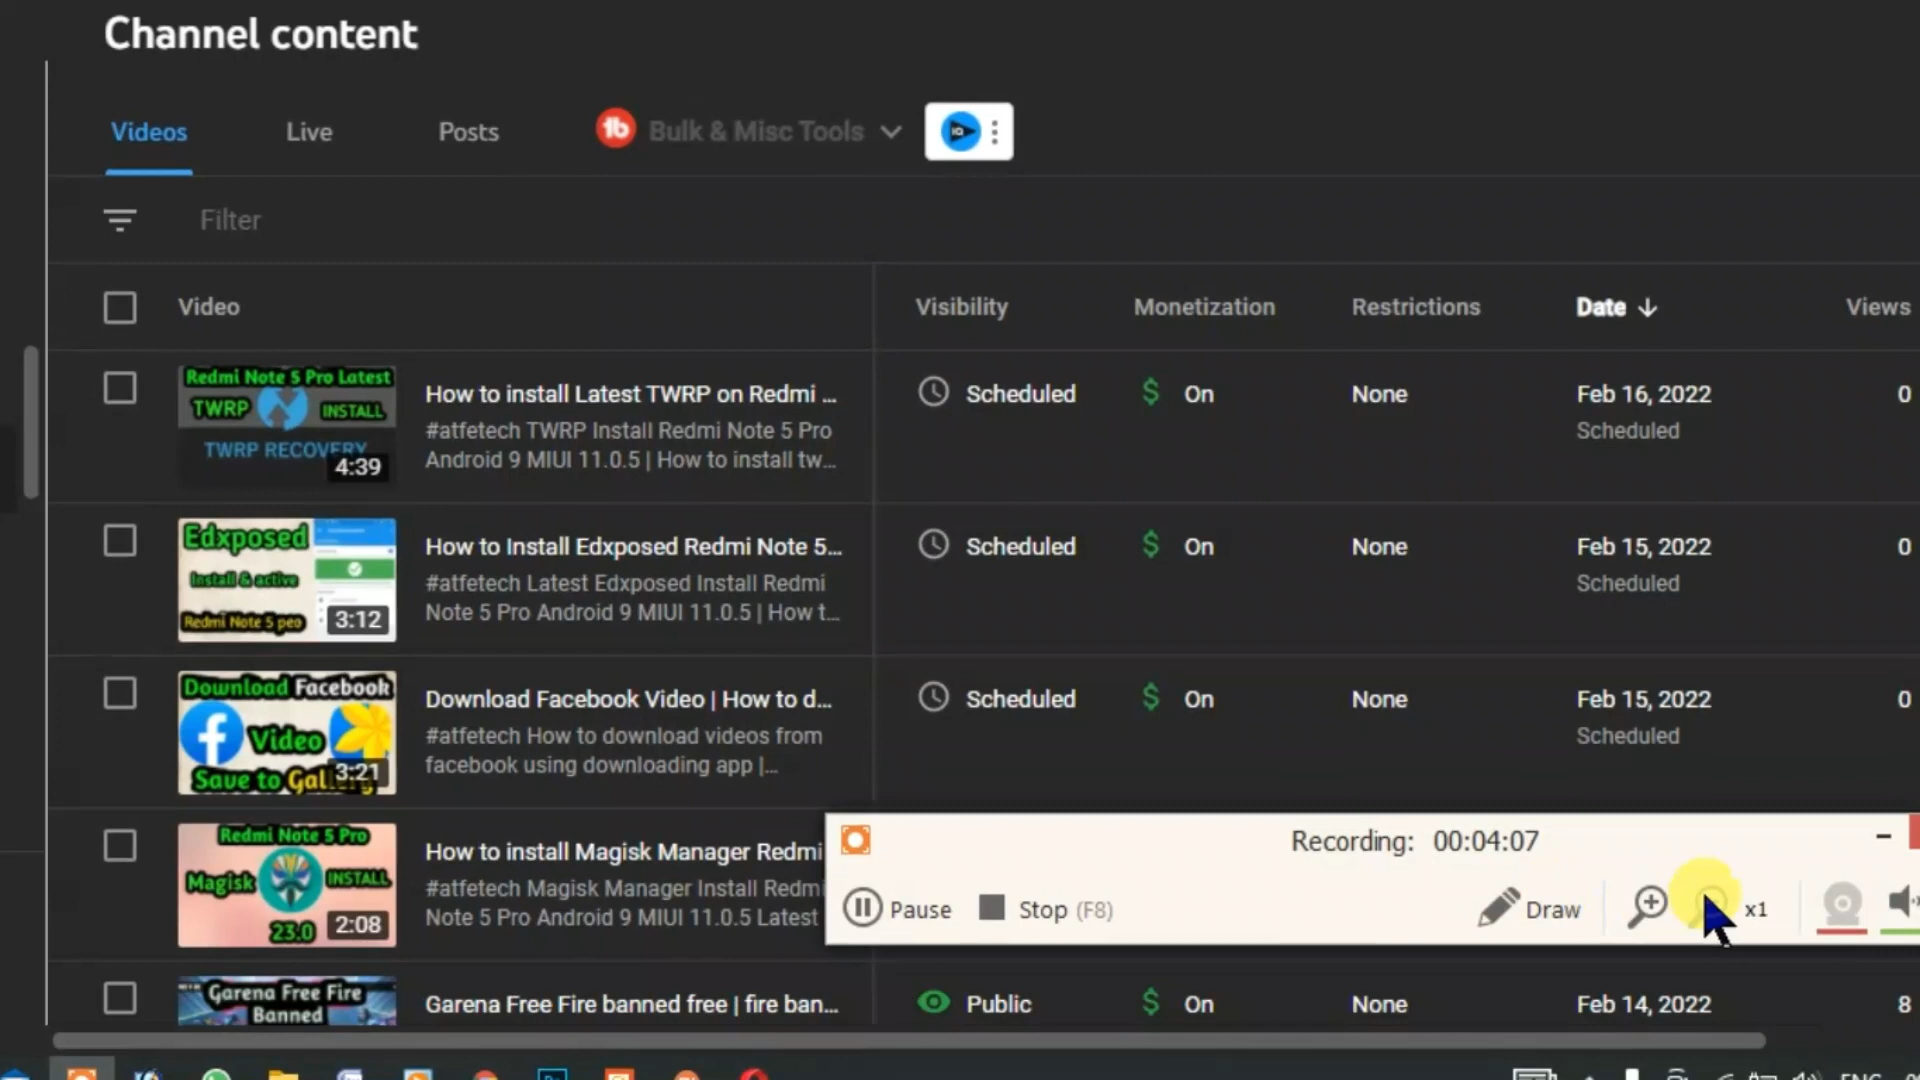 Channel content
Videos
Live
Posts
Bulk & Misc Tools
Filter
Video
Visibility
Monetization
Restrictions
Date
Views
Redmi Note 5 Pro Latest
TWRP
INSTALL
TWRP RECOVERY
4:39
How to install Latest TWRP on Redmi ...
#atfetech TWRP Install Redmi Note 5 Pro
Android 9 MIUI 11.0.5 | How to install tw...
Scheduled
On
None
Feb 16, 2022
Scheduled
0
Edxposed
Install & active
Redmi Note 5 peo
3:12
How to Install Edxposed Redmi Note 5...
#atfetech Latest Edxposed Install Redmi
Note 5 Pro Android 9 MIUI 11.0.5 | How t...
Scheduled
On
None
Feb 15, 2022
Scheduled
0
Download Facebook
Video
Save to
3:21
Download Facebook Video | How to d...
#atfetech How to download videos from
facebook using downloading app |...
Scheduled
On
None
Feb 15, 2022
Scheduled
0
Redmi Note 5 Pro
Magisk
INSTALL
23.0
2:08
How to install Magisk Manager Redmi
#atfetech Magisk Manager Install Redmi
Note 5 Pro Android 9 MIUI 11.0.5 Latest
Recording: 00:04:07
Pause
Stop (F8)
Draw
x1
Garena Free Fire
Banned
Garena Free Fire banned free | fire ban...
Public
On
None
Feb 14, 2022
8
ENG